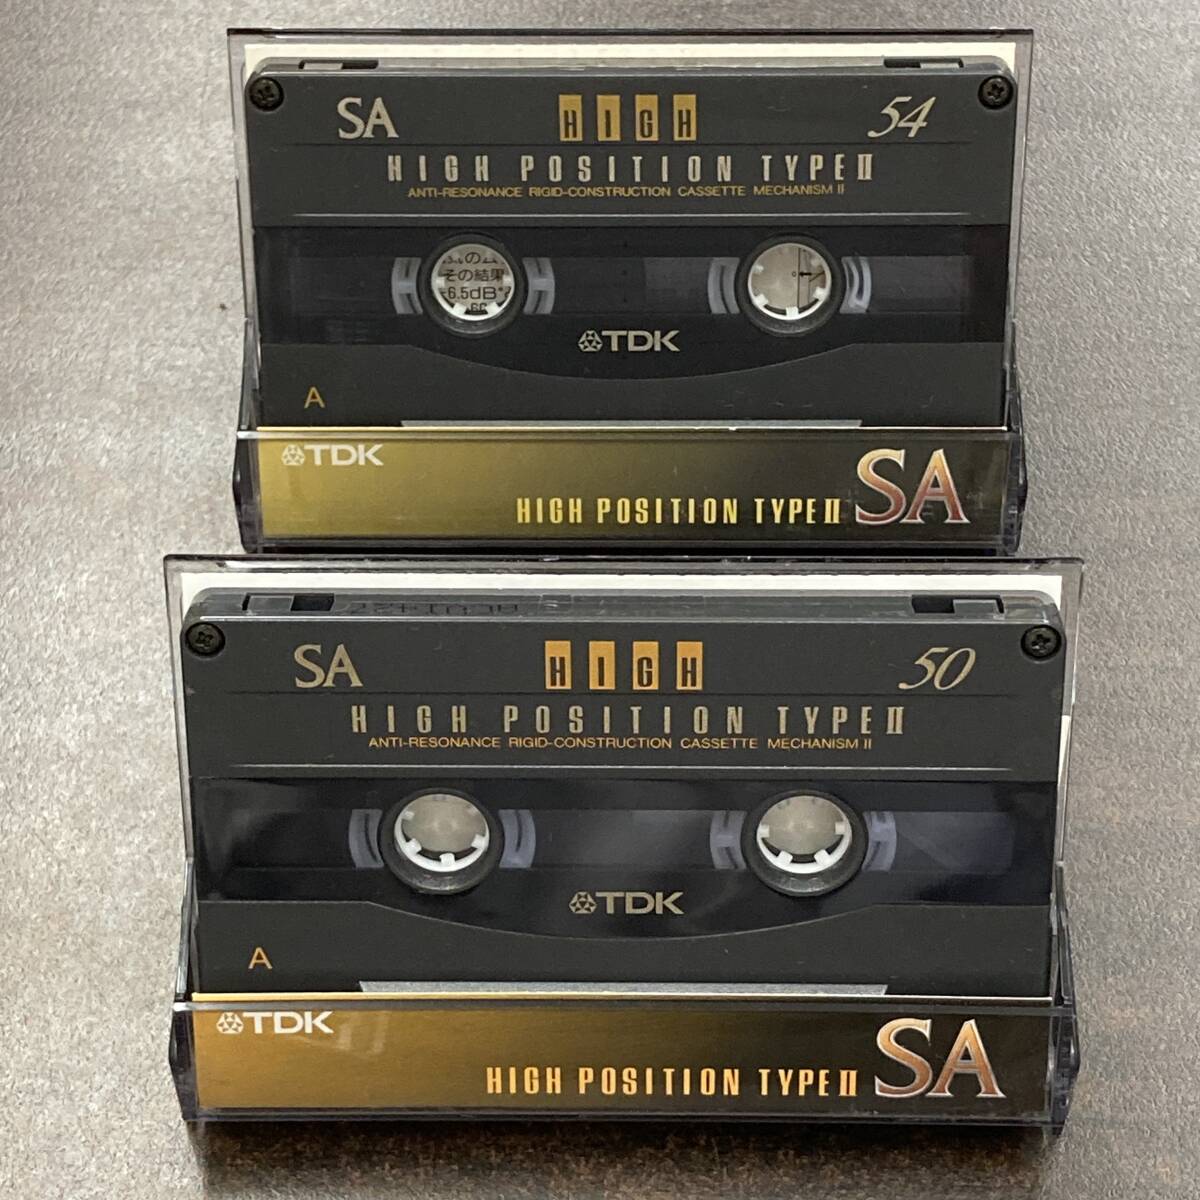 SA HIGH 54
HIGH POSITION TYPE II
ANTI-RESONANCE RIGID-CONSTRUCTION CASSETTE MECHANISM II
その結果
-6.5dB
TDK
A
TDK
HIGH POSITION TYPE II SA
SA HIGH 50
HIGH POSITION TYPE II
ANTI-RESONANCE RIGID-CONSTRUCTION CASSETTE MECHANISM II
TDK
A
TDK
HIGH POSITION TYPE II SA